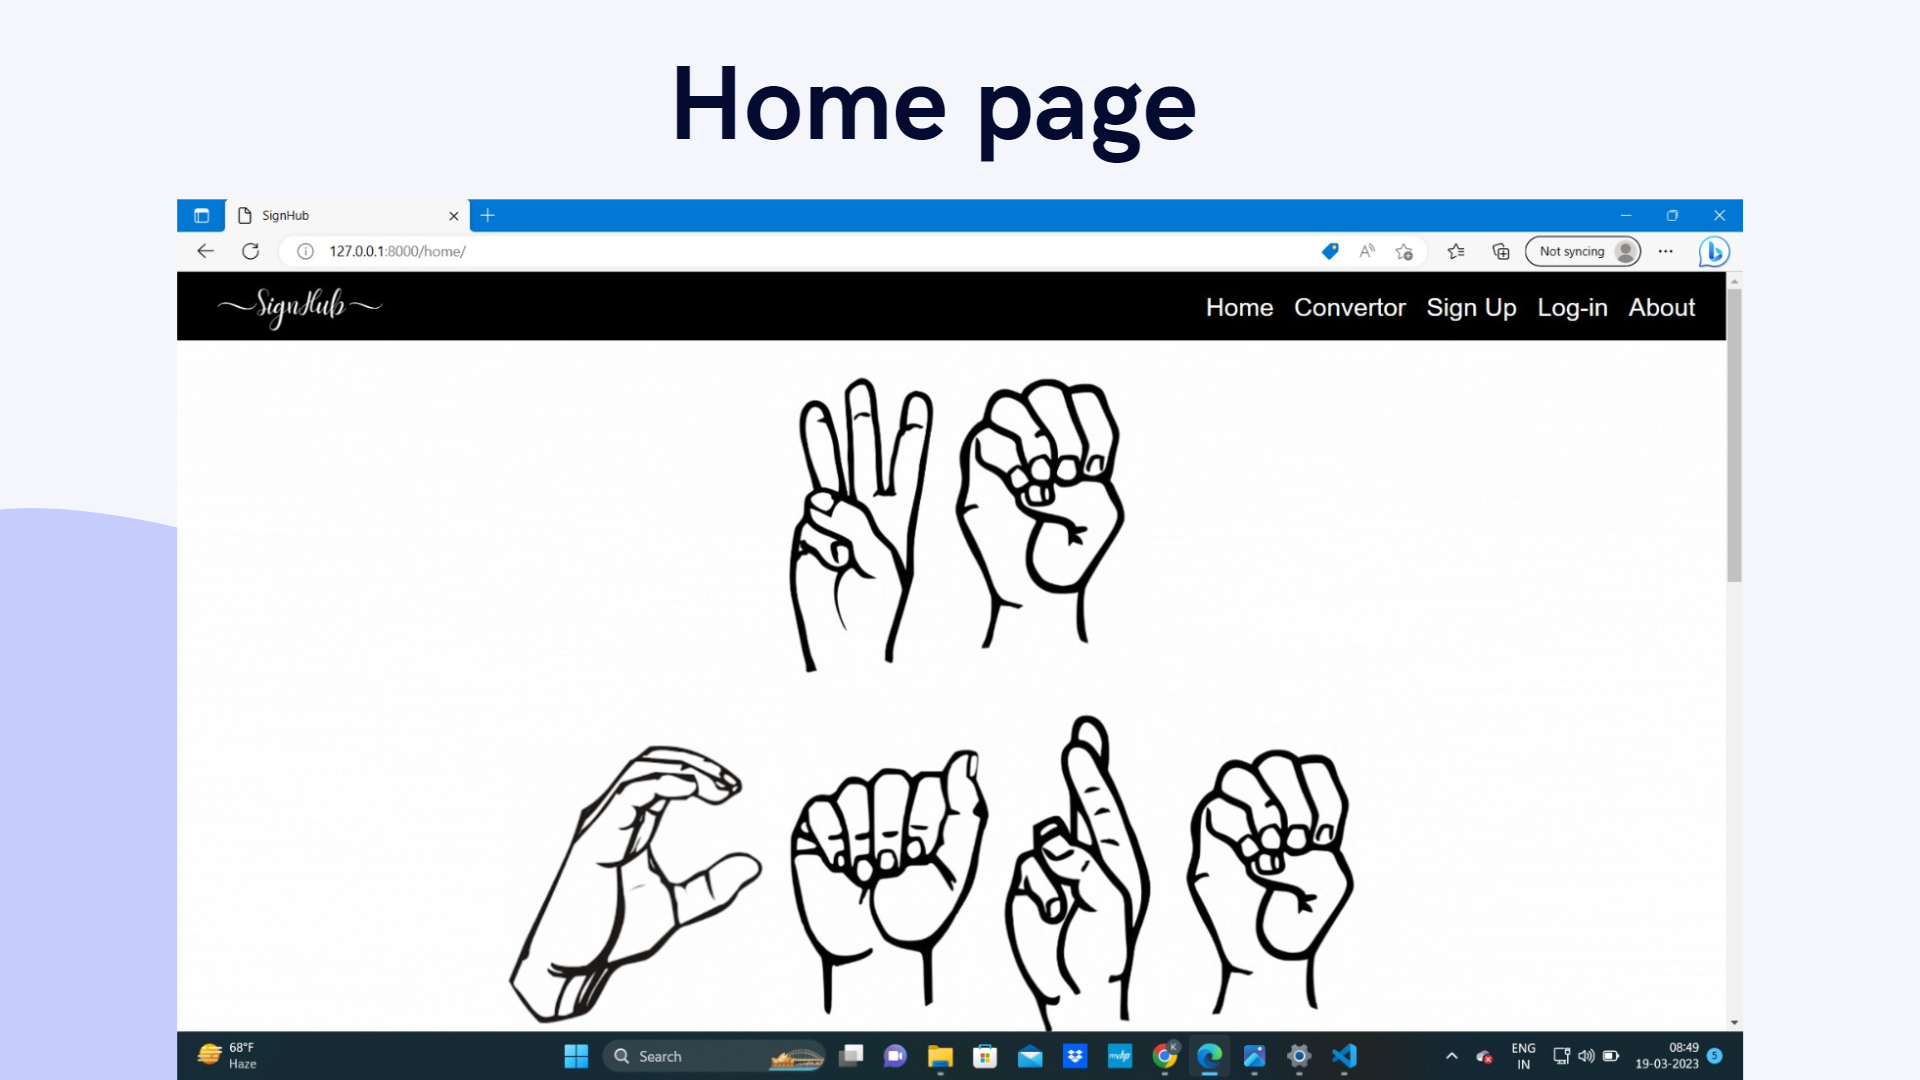 Home page
SignHub
127.0.0.1:8000/home/
Not syncing
SignHub
Home Convertor Sign Up Log-in About
68°F
Haze
Search
mvhp
K
ENG
IN
08:49
19-03-2023
5